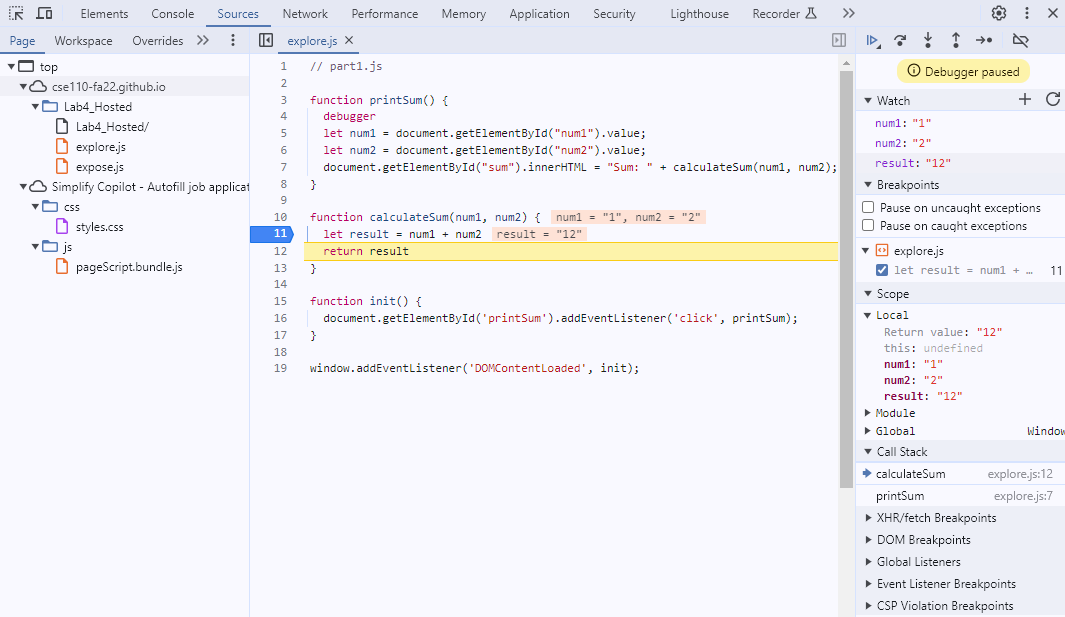 Elements Console Sources Network Performance Memory Application Security Lighthouse Recorder
Page Workspace Overrides
explore.js
top
cse110-fa22.github.io
Lab4_Hosted
Lab4_Hosted/
explore.js
expose.js
Simplify Copilot - Autofill job applicat
css
styles.css
js
pageScript.bundle.js
1 // part1.js
2
3 function printSum() {
4 debugger
5 let num1 = document.getElementById("num1").value;
6 let num2 = document.getElementById("num2").value;
7 document.getElementById("sum").innerHTML = "Sum: " + calculateSum(num1, num2);
8 }
9
10 function calculateSum(num1, num2) { num1 = "1", num2 = "2"
11 let result = num1 + num2 result = "12"
12 return result
13 }
14
15 function init() {
16 document.getElementById('printSum').addEventListener('click', printSum);
17 }
18
19 window.addEventListener('DOMContentLoaded', init);
Debugger paused
Watch
num1: "1"
num2: "2"
result: "12"
Breakpoints
Pause on uncaught exceptions
Pause on caught exceptions
explore.js
let result = num1 + … 11
Scope
Local
Return value: "12"
this: undefined
num1: "1"
num2: "2"
result: "12"
Module
Global Window
Call Stack
calculateSum explore.js:12
printSum explore.js:7
XHR/fetch Breakpoints
DOM Breakpoints
Global Listeners
Event Listener Breakpoints
CSP Violation Breakpoints